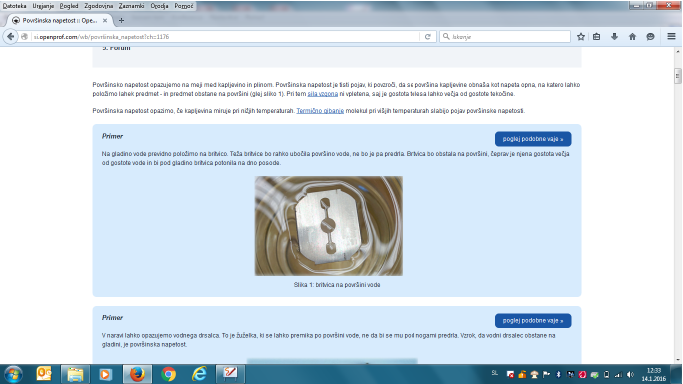 Datoteka Urejanje Pogled Zgodovina Zaznamki Orodja Pomoč
Površinska napetost :: Ope...
si.openprof.com/wb/površinska_napetost?ch=1176
Iskanje
5. Forum
Površinsko napetost opazujemo na meji med kapljevino in plinom. Površinska napetost je tisti pojav, ki povzroči, da se površina kapljevine obnaša kot napeta opna, na katero lahko
položimo lahek predmet - in predmet obstane na površini (glej sliko 1). Pri tem sila vzgona ni vpletena, saj je gostota telesa lahko večja od gostote tekočine.
Površinsko napetost opazimo, če kapljevina miruje pri nižjih temperaturah. Termično gibanje molekul pri višjih temperaturah slabijo pojav površinske napetosti.
Primer
poglej podobne vaje »
Na gladino vode previdno položimo na britvico. Teža britvice bo rahko ubočila površino vode, ne bo je pa predrla. Britvica bo obstala na površini, čeprav je njena gostota večja
od gostote vode in bi pod gladino britvica potonila na dno posode.
Slika 1: britvica na površini vode
Primer
poglej podobne vaje »
V naravi lahko opazujemo vodnega drsalca. To je žuželka, ki se lahko premika po površini vode, ne da bi se mu pod nogami predrla. Vzrok, da vodni drsalec obstane na
gladini, je površinska napetost.
SL
12:33
14.1.2016